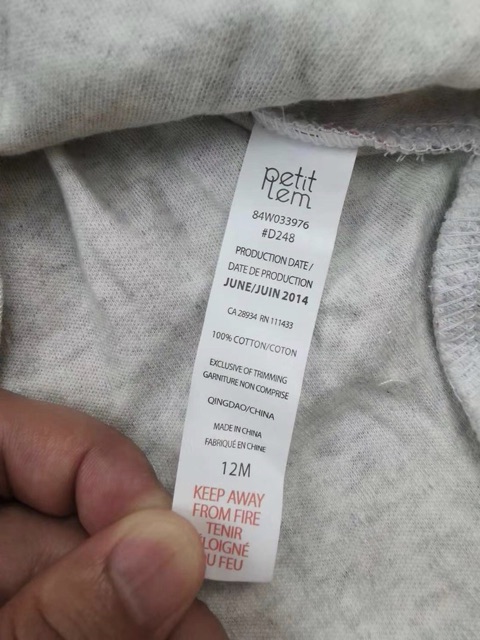 petit
lem
84W033976
#D248
PRODUCTION DATE/
DATE DE PRODUCTION
JUNE/JUIN 2014
CA 28934 RN 111433
100% COTTON/COTON
EXCLUSIVE OF TRIMMING
GARNITURE NON COMPRISE
QINGDAO/CHINA
MADE IN CHINA
FABRIQUÉ EN CHINE
12M
KEEP AWAY
FROM FIRE
TENIR
LOIGNÉ
U FEU